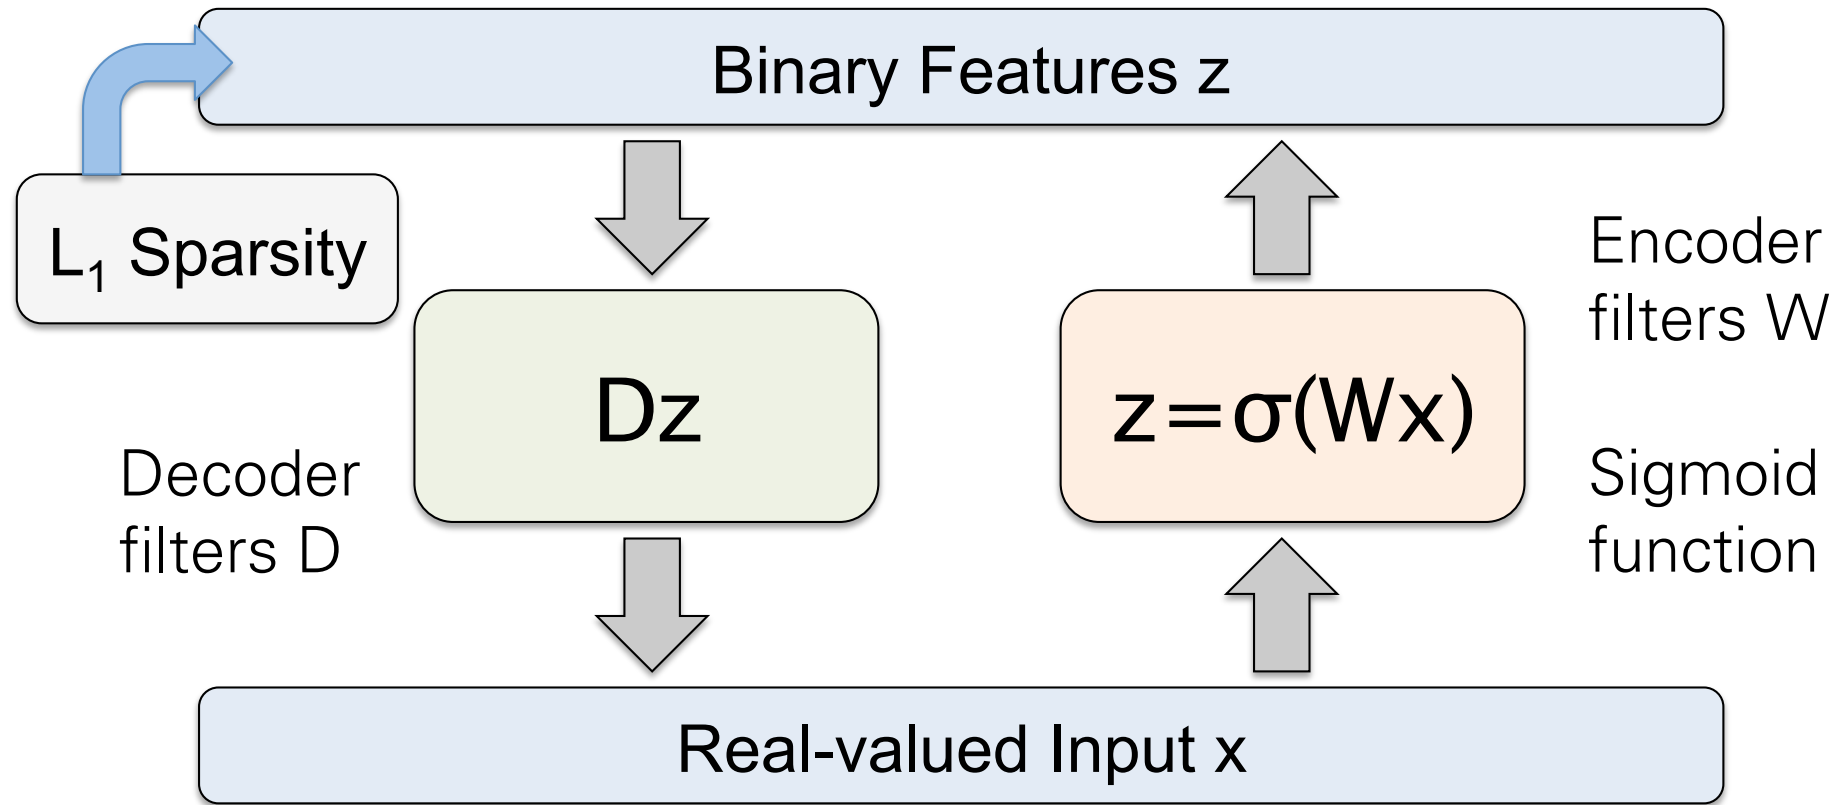 Binary Features z
L₁ Sparsity
Encoder
filters W
Dz
z=σ(Wx)
Decoder
filters D
Sigmoid
function
Real-valued Input x